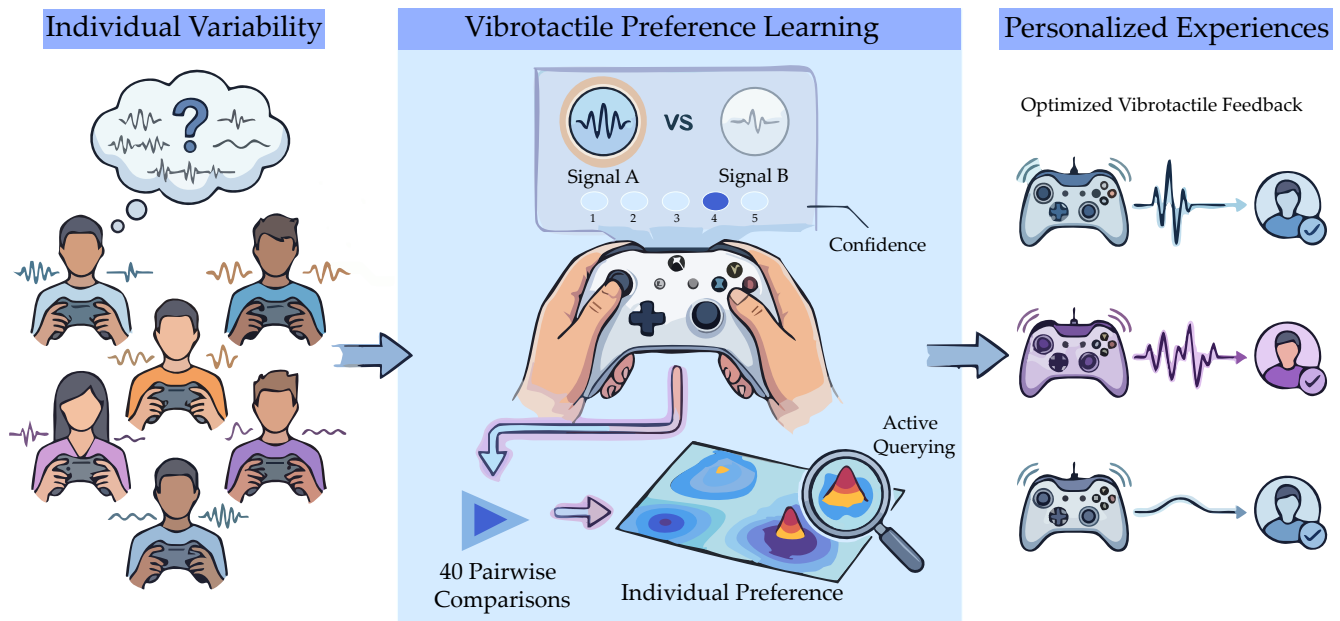 Individual Variability
Vibrotactile Preference Learning
Personalized Experiences
?
VS
Signal A
Signal B
1 2 3 4 5
Confidence
X
Y
Optimized Vibrotactile Feedback
Active
Querying
40 Pairwise
Comparisons
Individual Preference